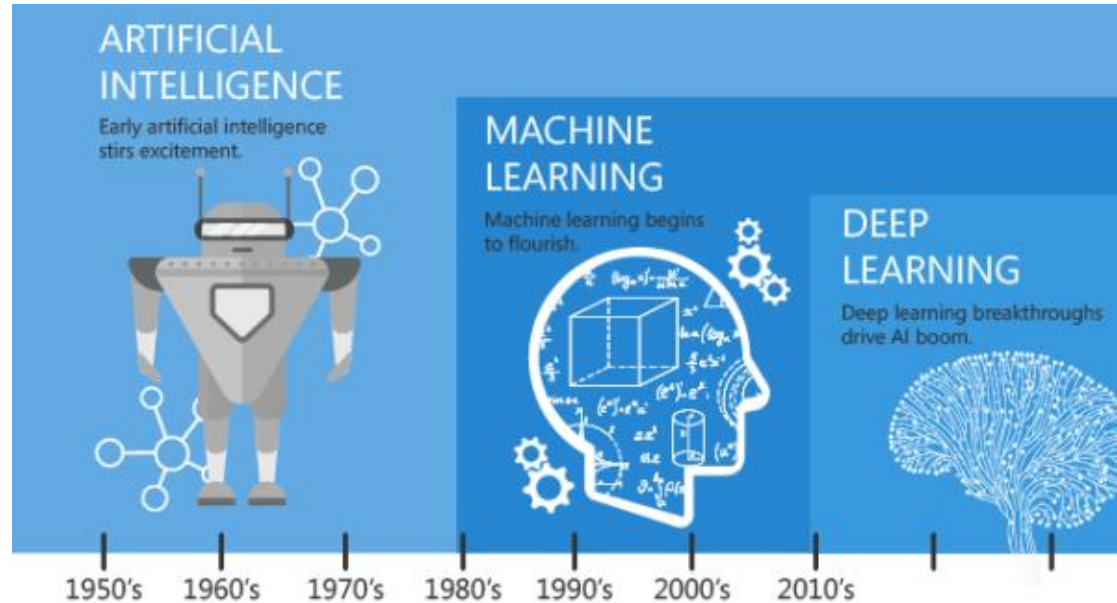 ARTIFICIAL
INTELLIGENCE
Early artificial intelligence
stirs excitement.
MACHINE
LEARNING
Machine learning begins
to flourish.
DEEP
LEARNING
Deep learning breakthroughs
drive AI boom.
1950's 1960's 1970's 1980's 1990's 2000's 2010's